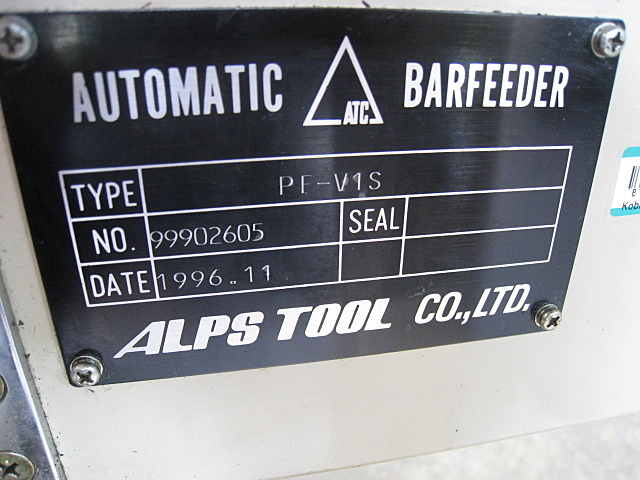 AUTOMATIC ATC BARFEEDER
TYPE PF-V1S
NO. 99902605 SEAL
DATE 1996.11
ALPS TOOL CO.,LTD.